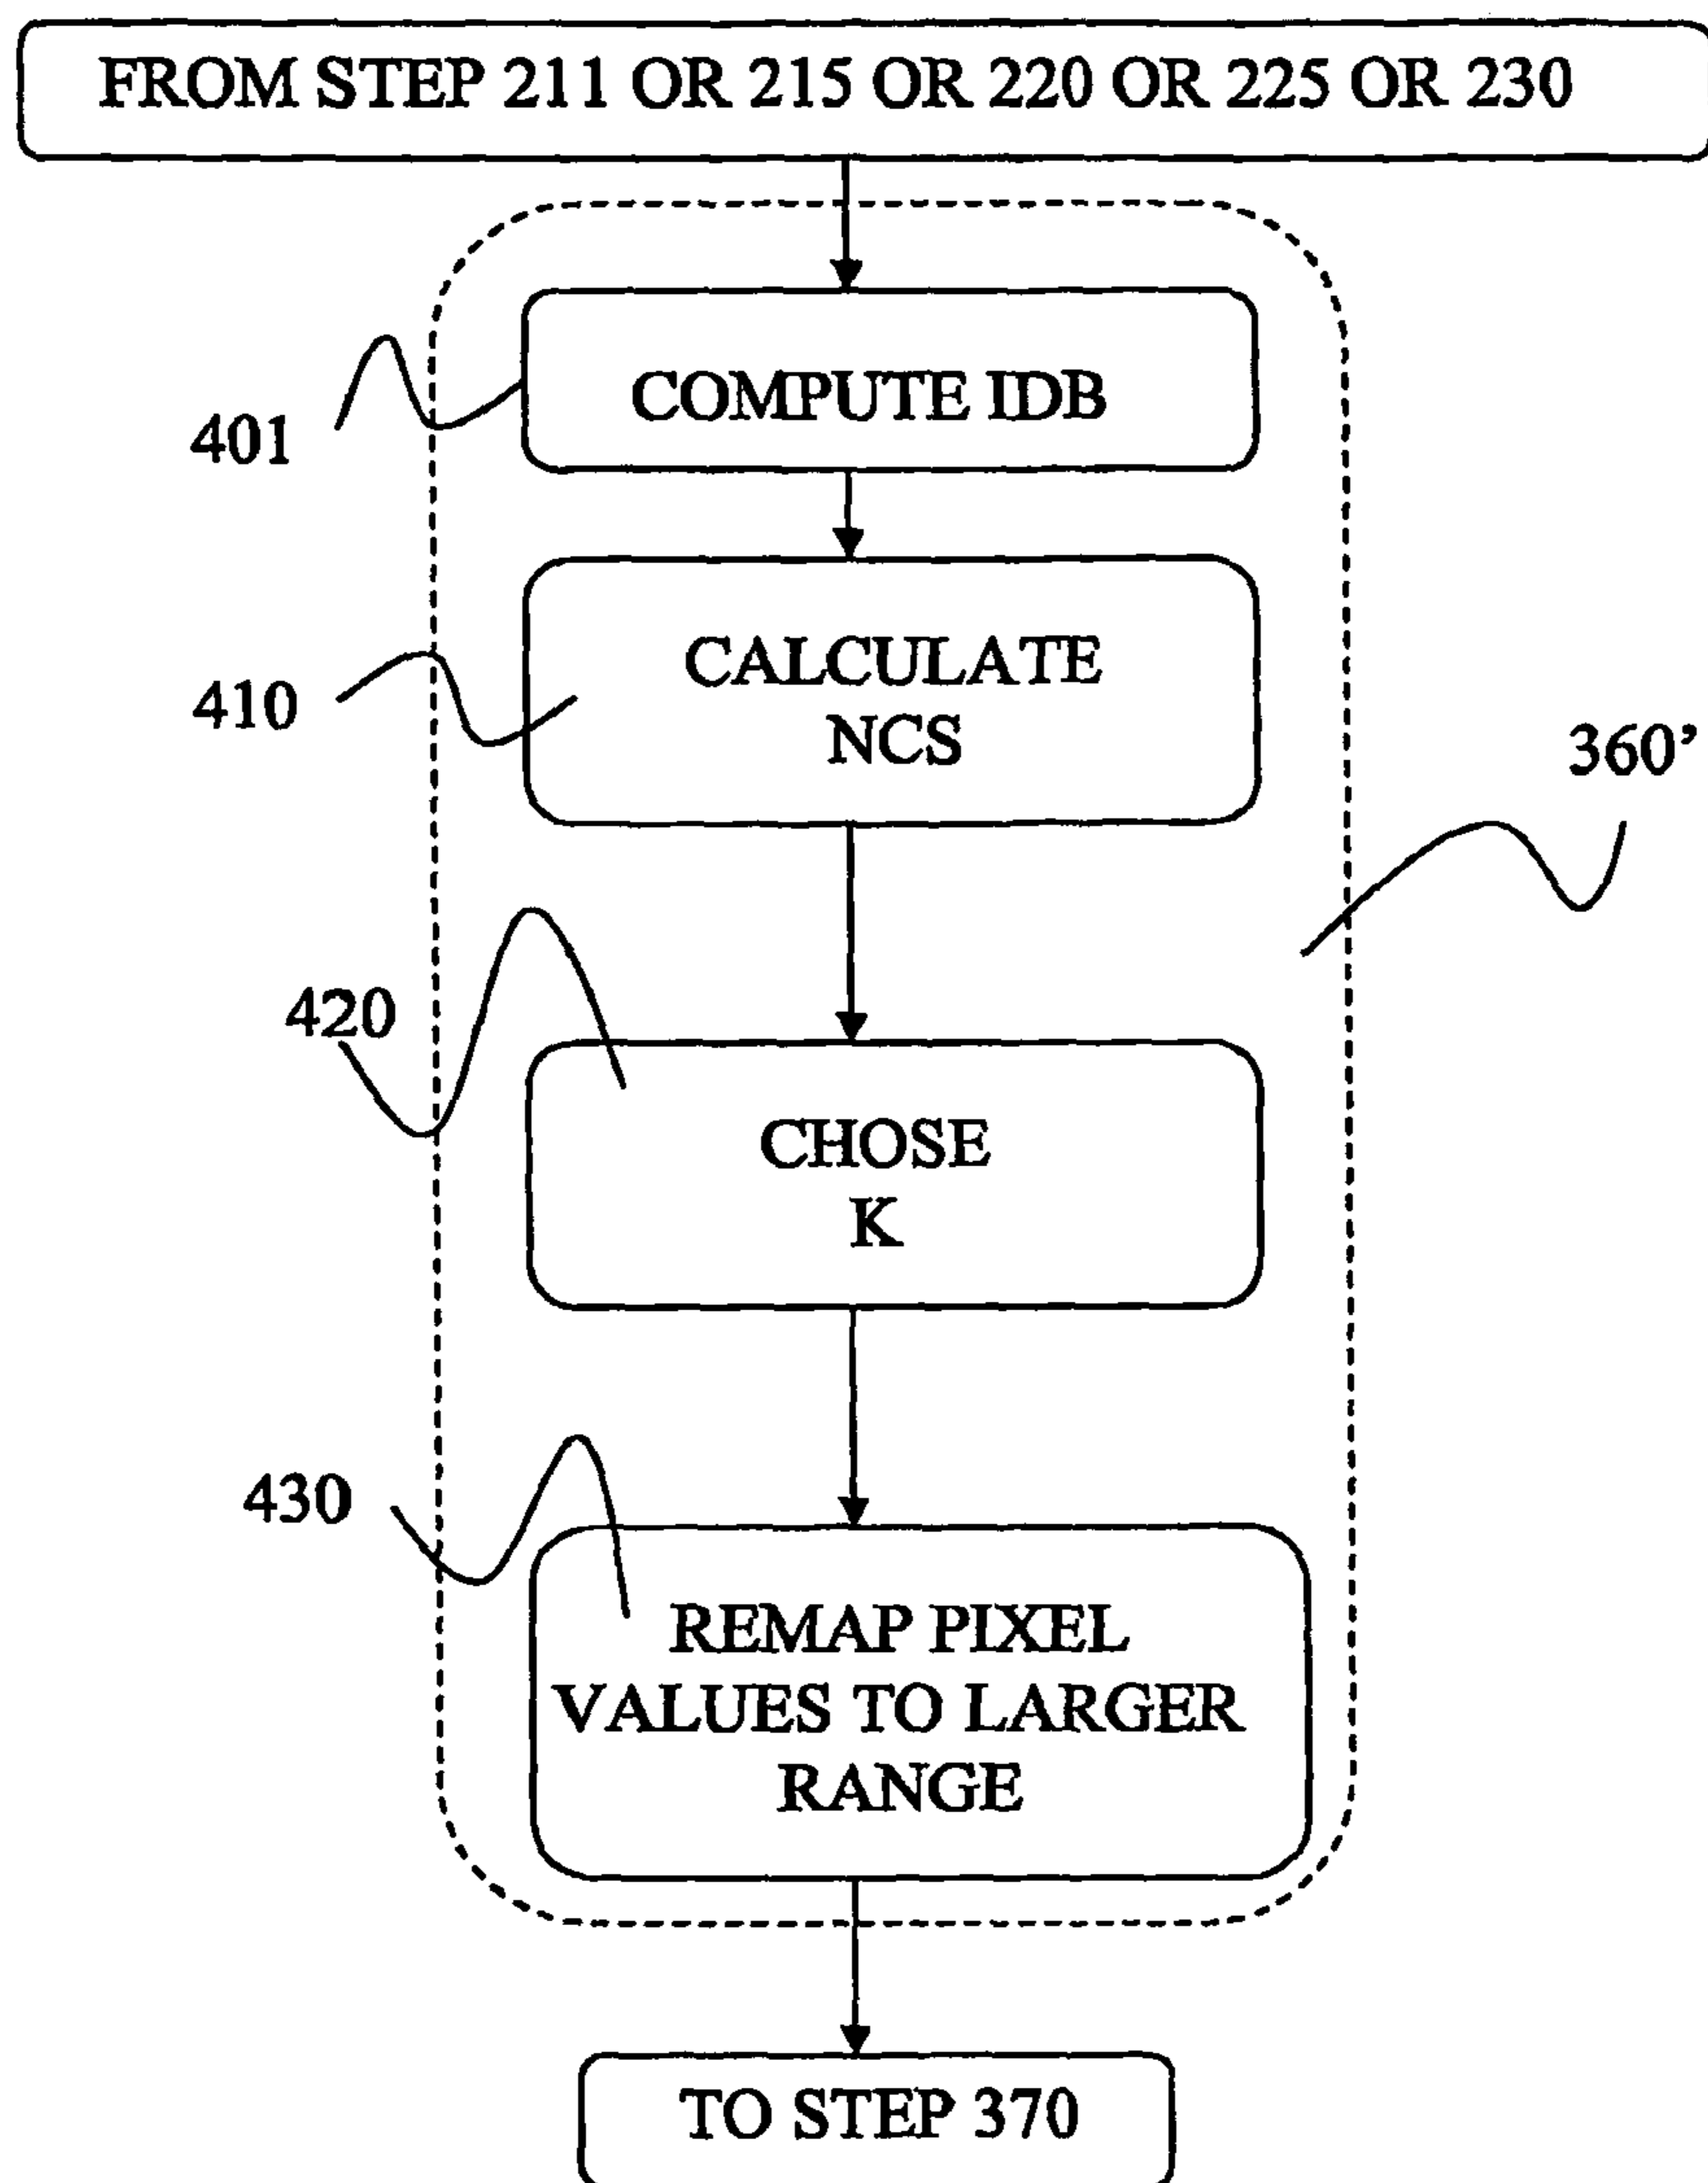 FROM STEP 211 OR 215 OR 220 OR 225 OR 230
COMPUTE IDB
401
CALCULATE
NCS
410
360’
420
CHOSE
K
430
REMAP PIXEL
VALUES TO LARGER
RANGE
TO STEP 370